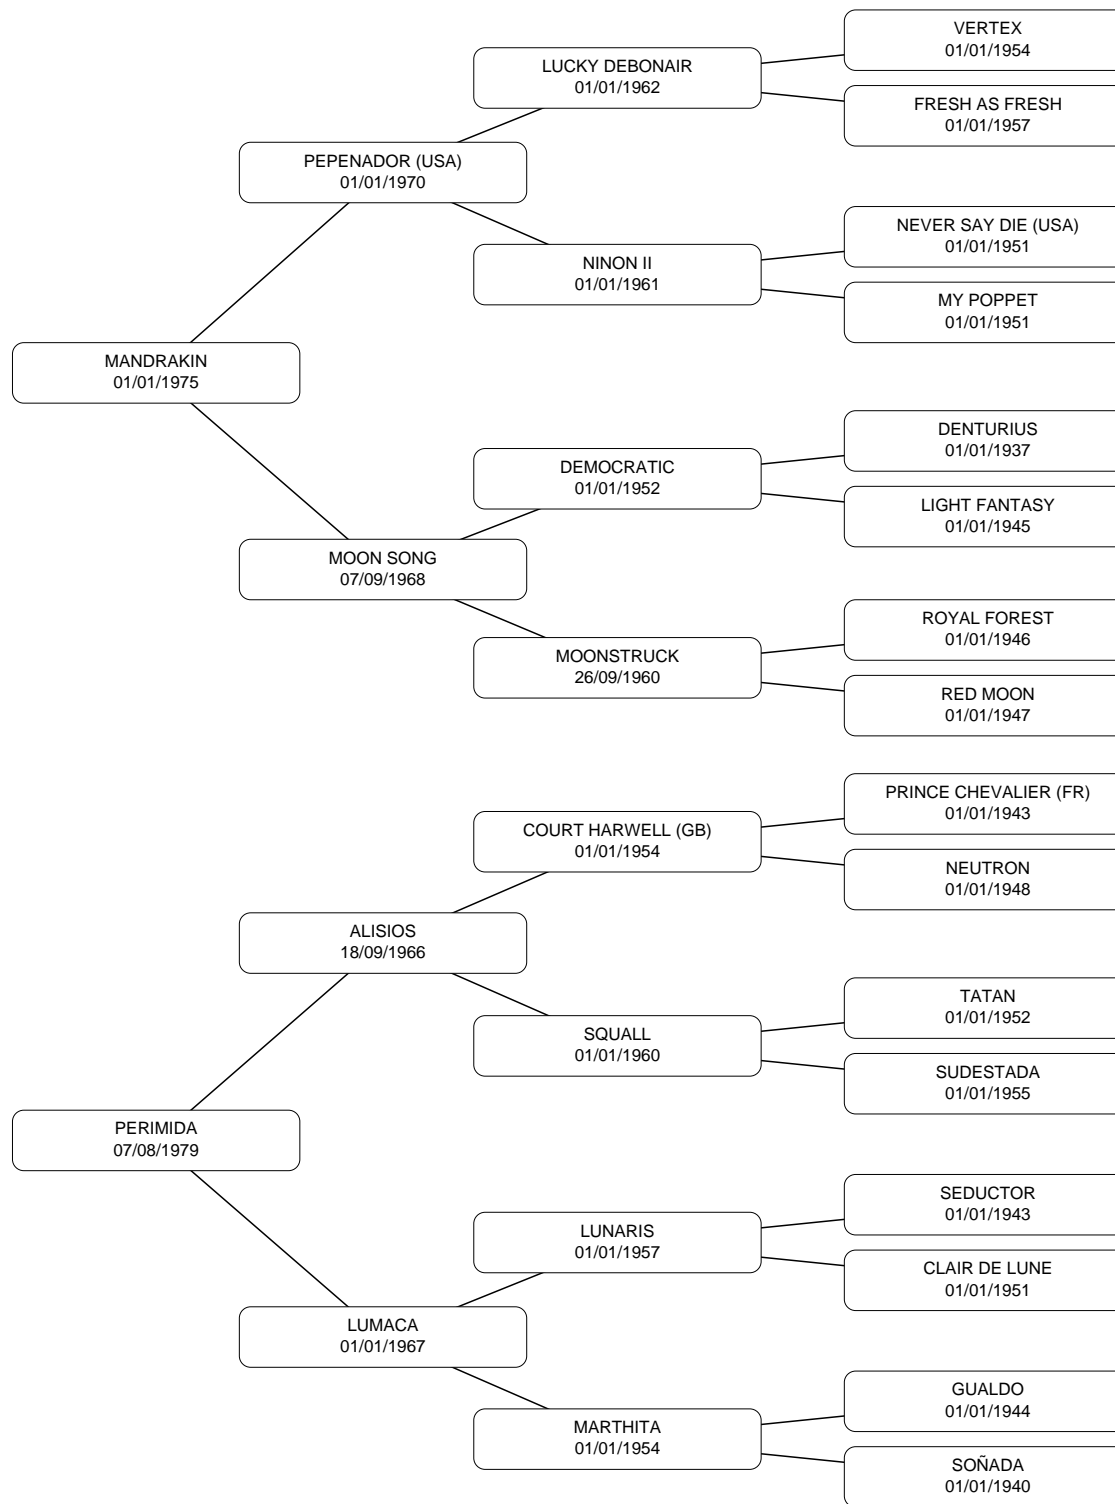 VERTEX
01/01/1954
LUCKY DEBONAIR
01/01/1962
FRESH AS FRESH
01/01/1957
PEPENADOR (USA)
01/01/1970
NEVER SAY DIE (USA)
01/01/1951
NINON II
01/01/1961
MY POPPET
01/01/1951
MANDRAKIN
01/01/1975
DENTURIUS
01/01/1937
DEMOCRATIC
01/01/1952
LIGHT FANTASY
01/01/1945
MOON SONG
07/09/1968
ROYAL FOREST
01/01/1946
MOONSTRUCK
26/09/1960
RED MOON
01/01/1947
PRINCE CHEVALIER (FR)
01/01/1943
COURT HARWELL (GB)
01/01/1954
NEUTRON
01/01/1948
ALISIOS
18/09/1966
TATAN
01/01/1952
SQUALL
01/01/1960
SUDESTADA
01/01/1955
PERIMIDA
07/08/1979
SEDUCTOR
01/01/1943
LUNARIS
01/01/1957
CLAIR DE LUNE
01/01/1951
LUMACA
01/01/1967
GUALDO
01/01/1944
MARTHITA
01/01/1954
SOÑADA
01/01/1940